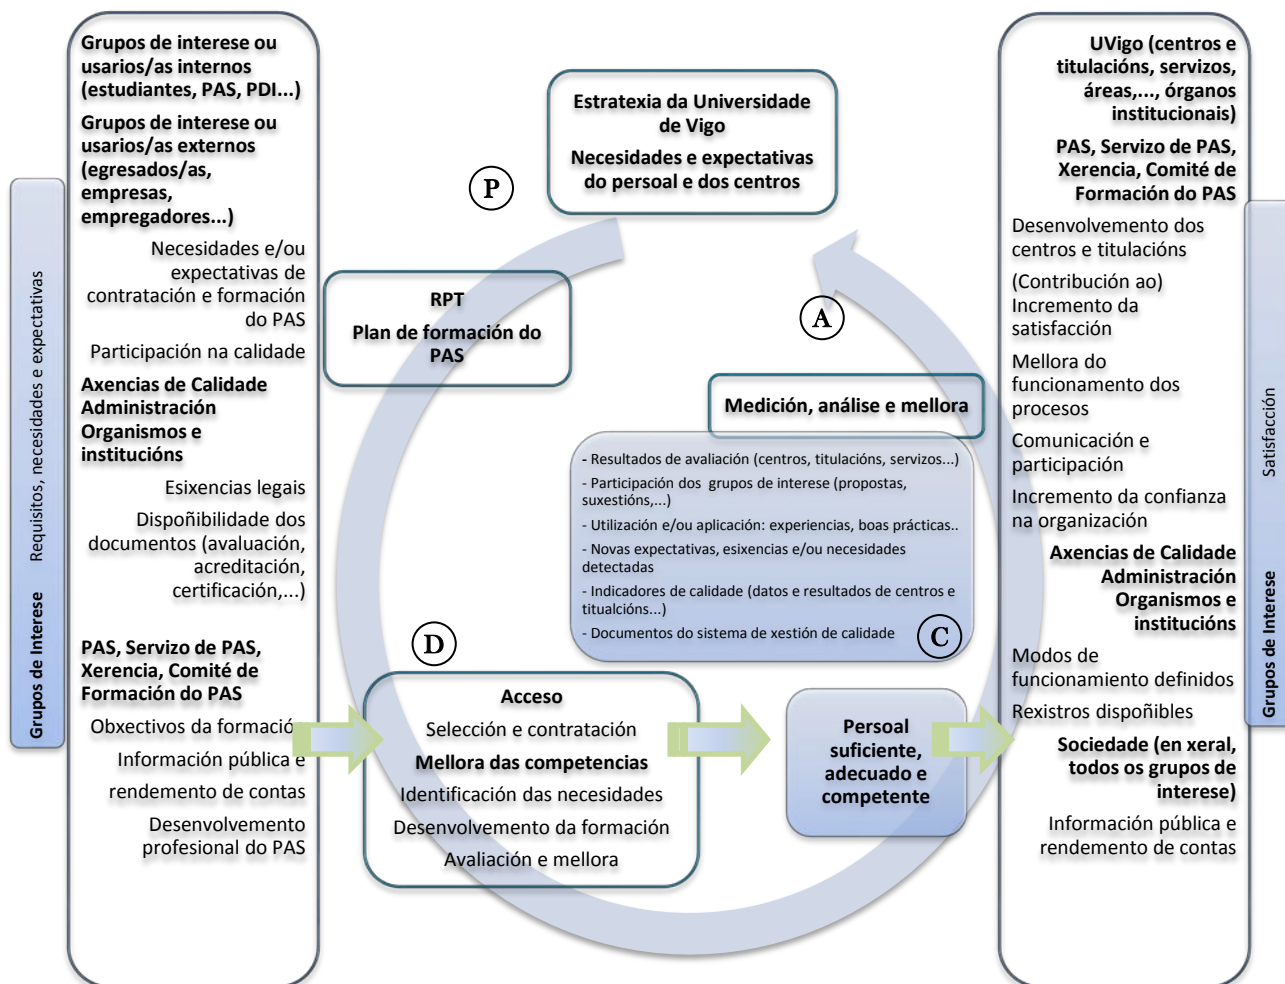 Grupos de Interese Requisitos, necesidades e expectativas
Grupos de interese ou
usarios/as internos
(estudiantes, PAS, PDI...)
Grupos de interese ou
usarios/as externos
(egresados/as,
empresas,
empregadores...)
Necesidades e/ou
expectativas de
contratación e formación
do PAS
Participación na calidade
Axencias de Calidade
Administración
Organismos e
institucións
Esixencias legais
Dispoñibilidade dos
documentos (avaluación,
acreditación,
certificación,...)
PAS, Servizo de PAS,
Xerencia, Comité de
Formación do PAS
Obxectivos da formación
Información pública e
rendemento de contas
Desenvolvemento
profesional do PAS
P
Estratexia da Universidade
de Vigo
Necesidades e expectativas
do persoal e dos centros
RPT
Plan de formación do
PAS
A
Medición, análise e mellora
- Resultados de avaliación (centros, titulacións, servizos...)
- Participación dos grupos de interese (propostas,
suxestións,...)
- Utilización e/ou aplicación: experiencias, boas prácticas..
- Novas expectativas, esixencias e/ou necesidades
detectadas
- Indicadores de calidade (datos e resultados de centros e
titualcións...)
- Documentos do sistema de xestión de calidade
C
D
Acceso
Selección e contratación
Mellora das competencias
Identificación das necesidades
Desenvolvemento da formación
Avaliación e mellora
Persoal
suficiente,
adecuado e
competente
UVigo (centros e
titulacións, servizos,
áreas,..., órganos
institucionais)
PAS, Servizo de PAS,
Xerencia, Comité de
Formación do PAS
Desenvolvemento dos
centros e titulacións
(Contribución ao)
Incremento da
satisfacción
Mellora do
funcionamento dos
procesos
Comunicación e
participación
Incremento da confianza
na organización
Axencias de Calidade
Administración
Organismos e
institucións
Modos de
funcionamiento definidos
Rexistros dispoñibles
Sociedade (en xeral,
todos os grupos de
interese)
Información pública e
rendemento de contas
Grupos de Interese Satisfacción